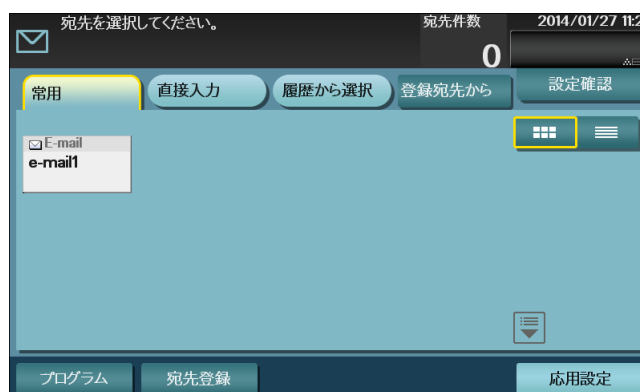 宛先を選択してください。
宛先件数
0
2014/01/27 11:2
常用
直接入力
履歴から選択
登録宛先から
設定確認
E-mail
e-mail1
プログラム
宛先登録
応用設定